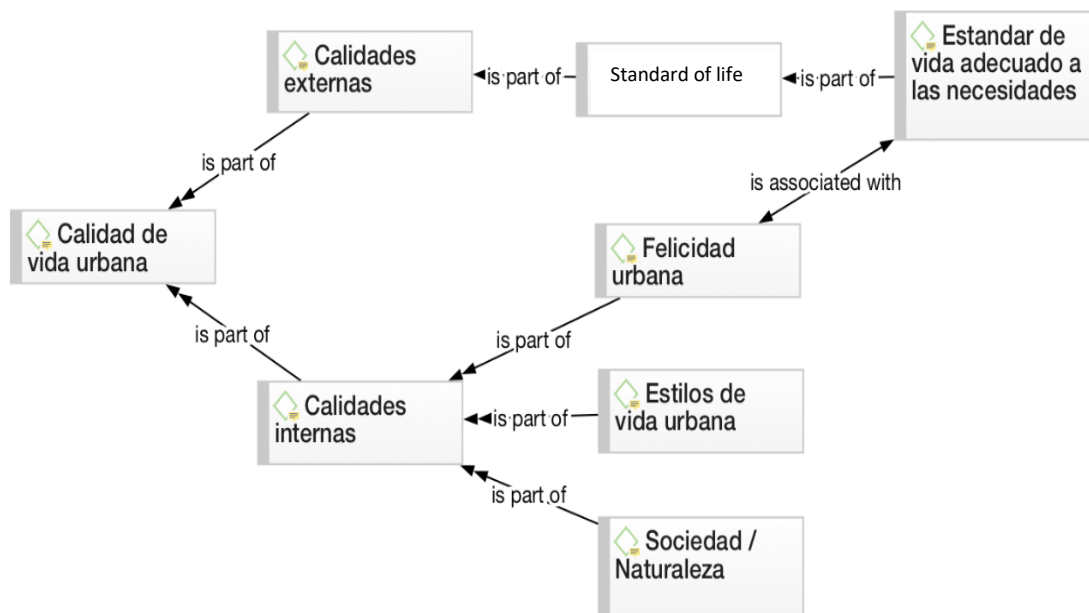 Calidades
externas
is part of
Standard of life
is part of
Estandar de
vida adecuado a
las necesidades
is part of
is associated with
Calidad de
vida urbana
Felicidad
urbana
is part of
is part of
Calidades
internas
is part of
Estilos de
vida urbana
is part of
Sociedad /
Naturaleza